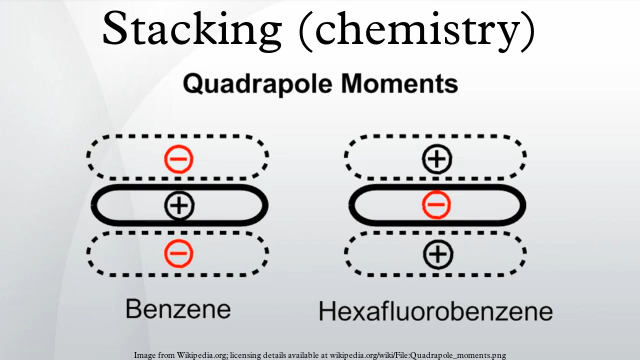 Stacking (chemistry)
Quadrapole Moments
−
+
+
−
−
+
Benzene
Hexafluorobenzene
Image from Wikipedia.org; licensing details available at wikipedia.org/wiki/File:Quadrapole_moments.png